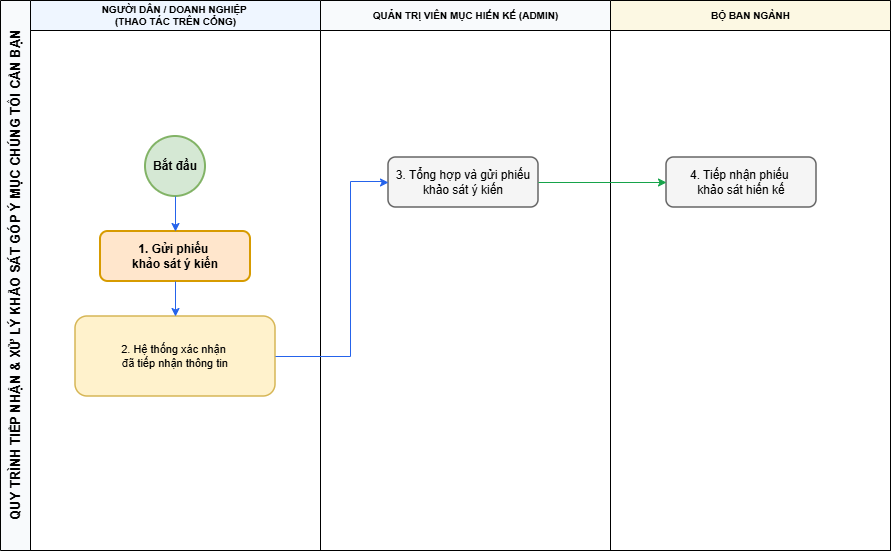 QUY TRÌNH TIẾP NHẬN & XỬ LÝ KHẢO SÁT GÓP Ý MỤC CHÚNG TÔI CẦN BẠN
NGƯỜI DÂN / DOANH NGHIỆP
(THAO TÁC TRÊN CỔNG)
QUẢN TRỊ VIÊN MỤC HIẾN KẾ (ADMIN)
BỘ BAN NGÀNH
Bắt đầu
1. Gửi phiếu
khảo sát ý kiến
2. Hệ thống xác nhận
đã tiếp nhận thông tin
3. Tổng hợp và gửi phiếu
khảo sát ý kiến
4. Tiếp nhận phiếu
khảo sát hiến kế